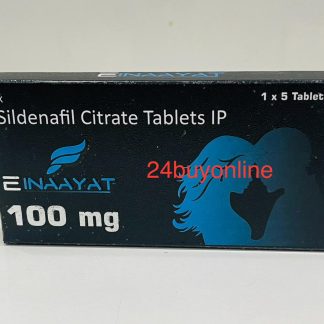 x
Sildenafil Citrate Tablets IP
1 x 5 Tablet
EINAAYAT
24buyonline
100 mg